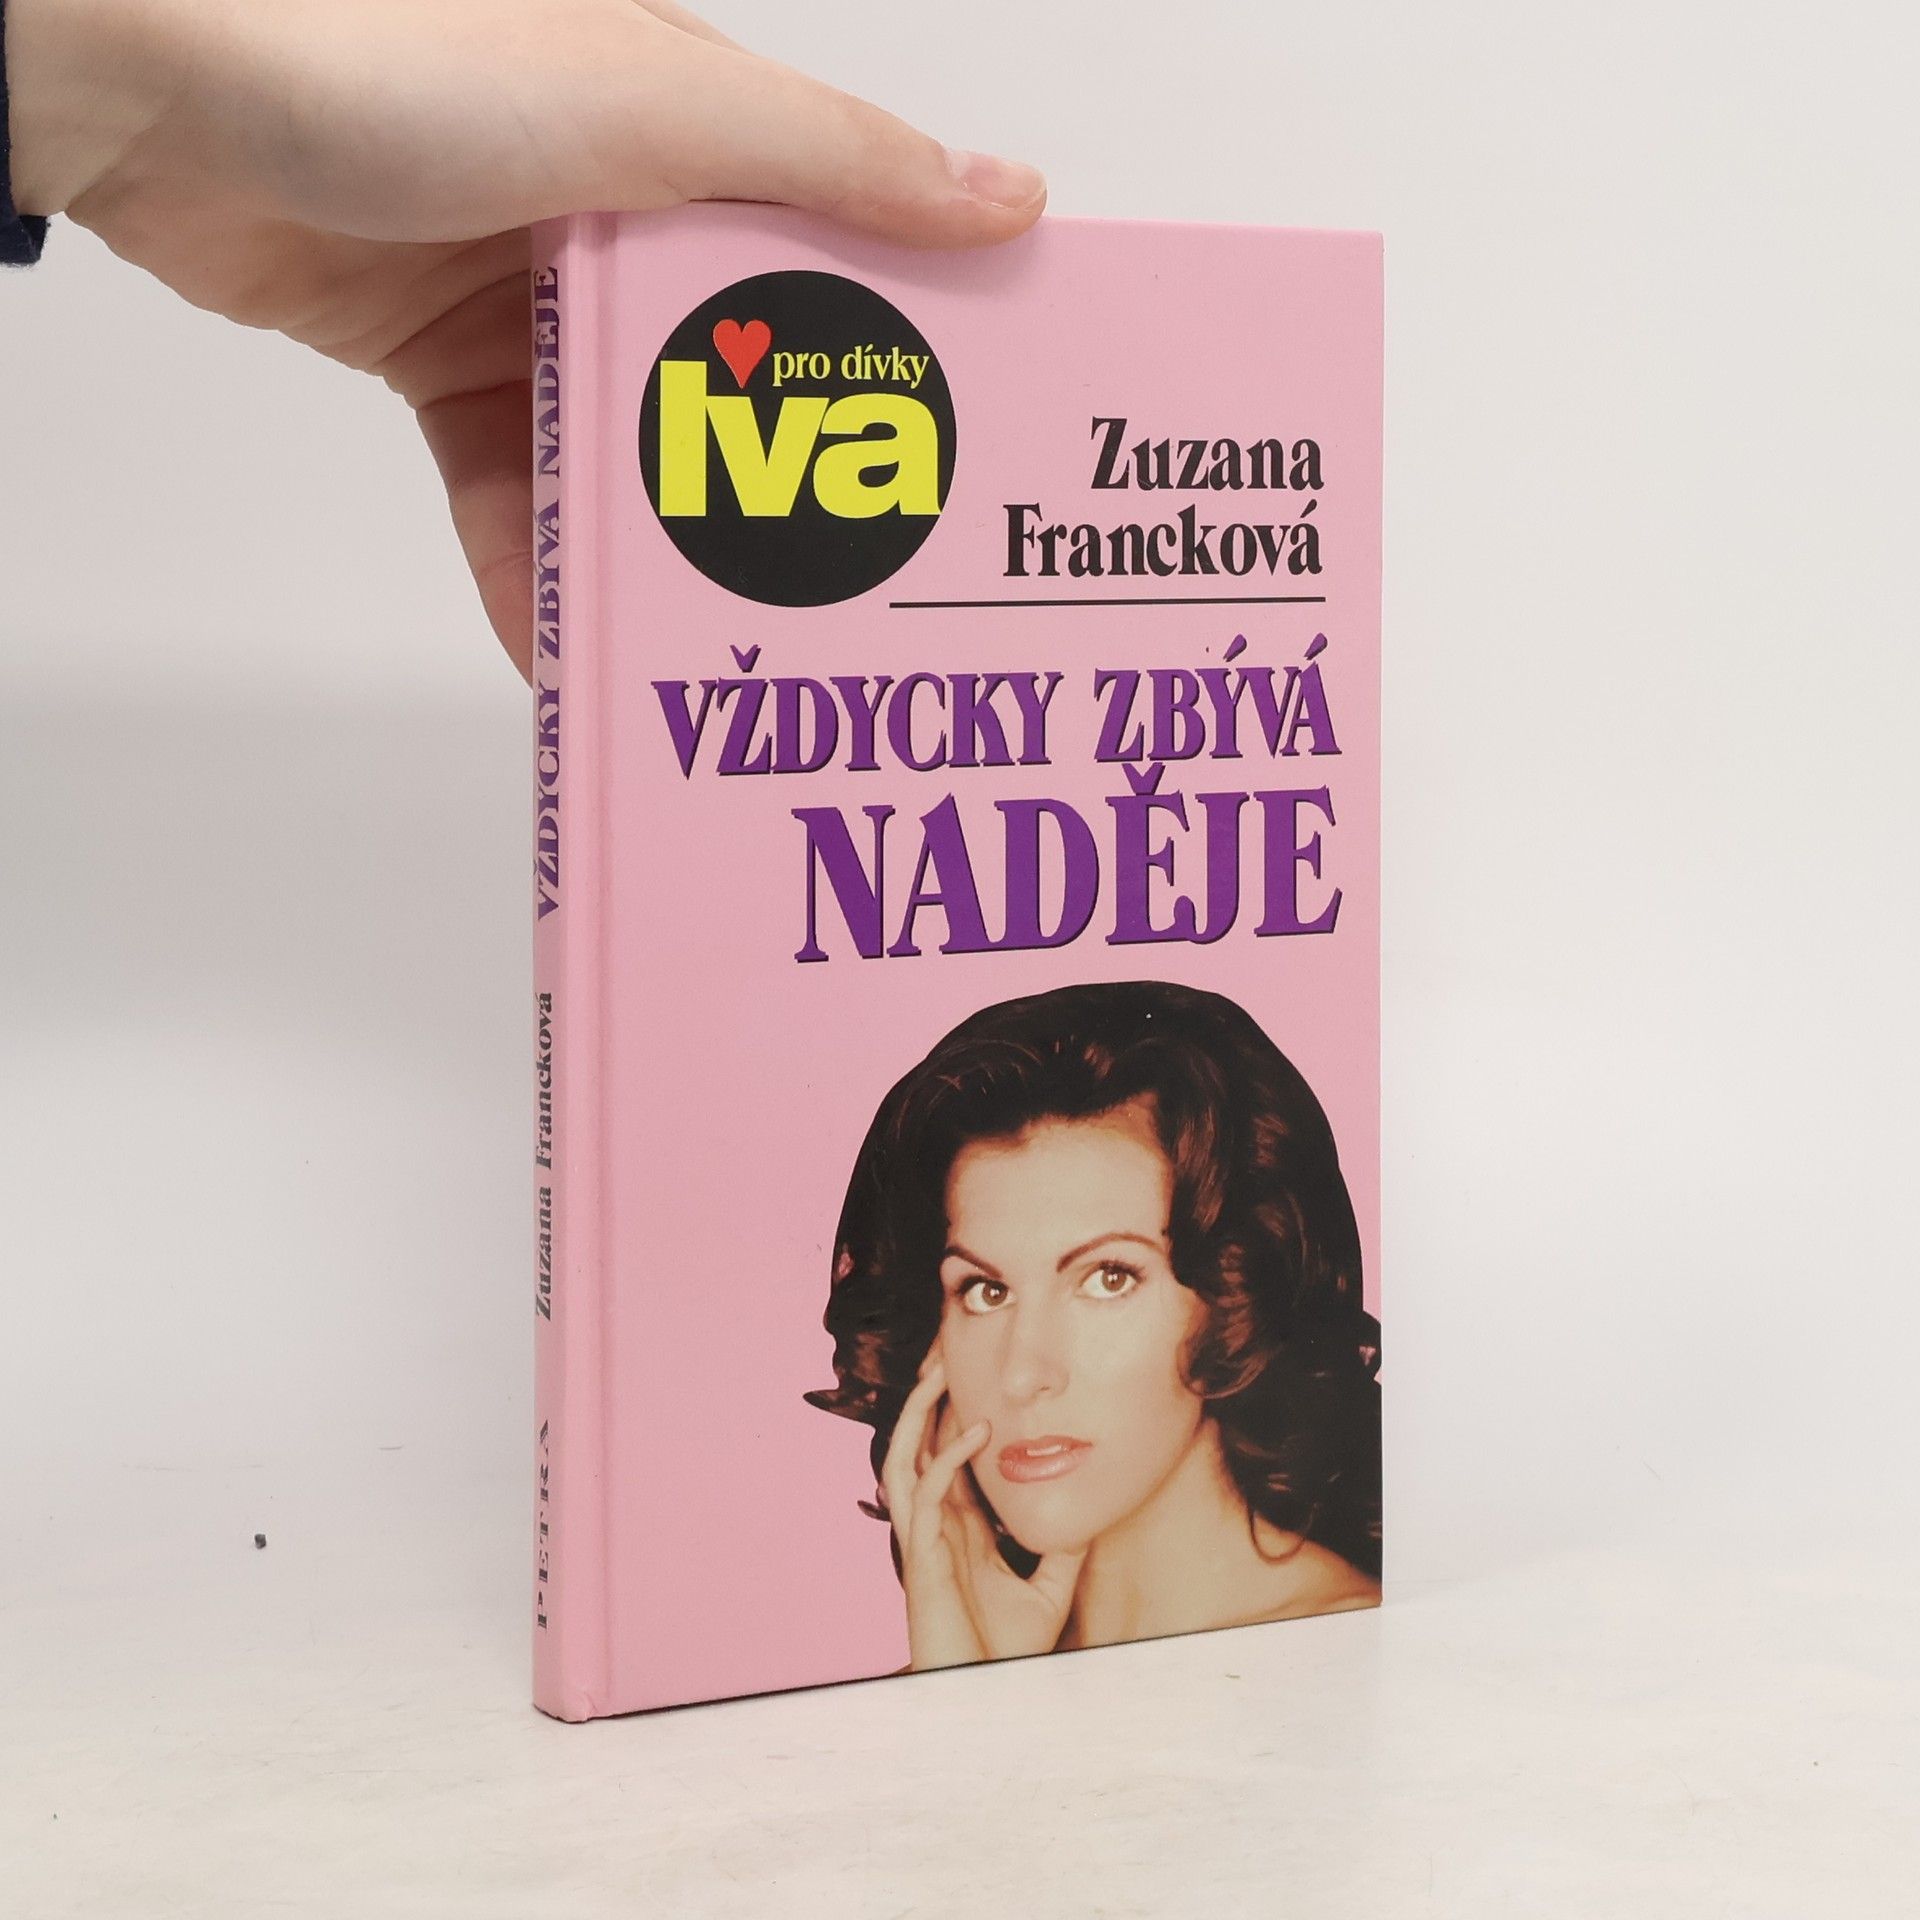 pro dívky
Iva
Zuzana
Francková
VŽDYCKY ZBÝVÁ
NADĚJE
VŽDYCKY ZBÝVÁ NADĚJE
Zuzana Francková
PETRA